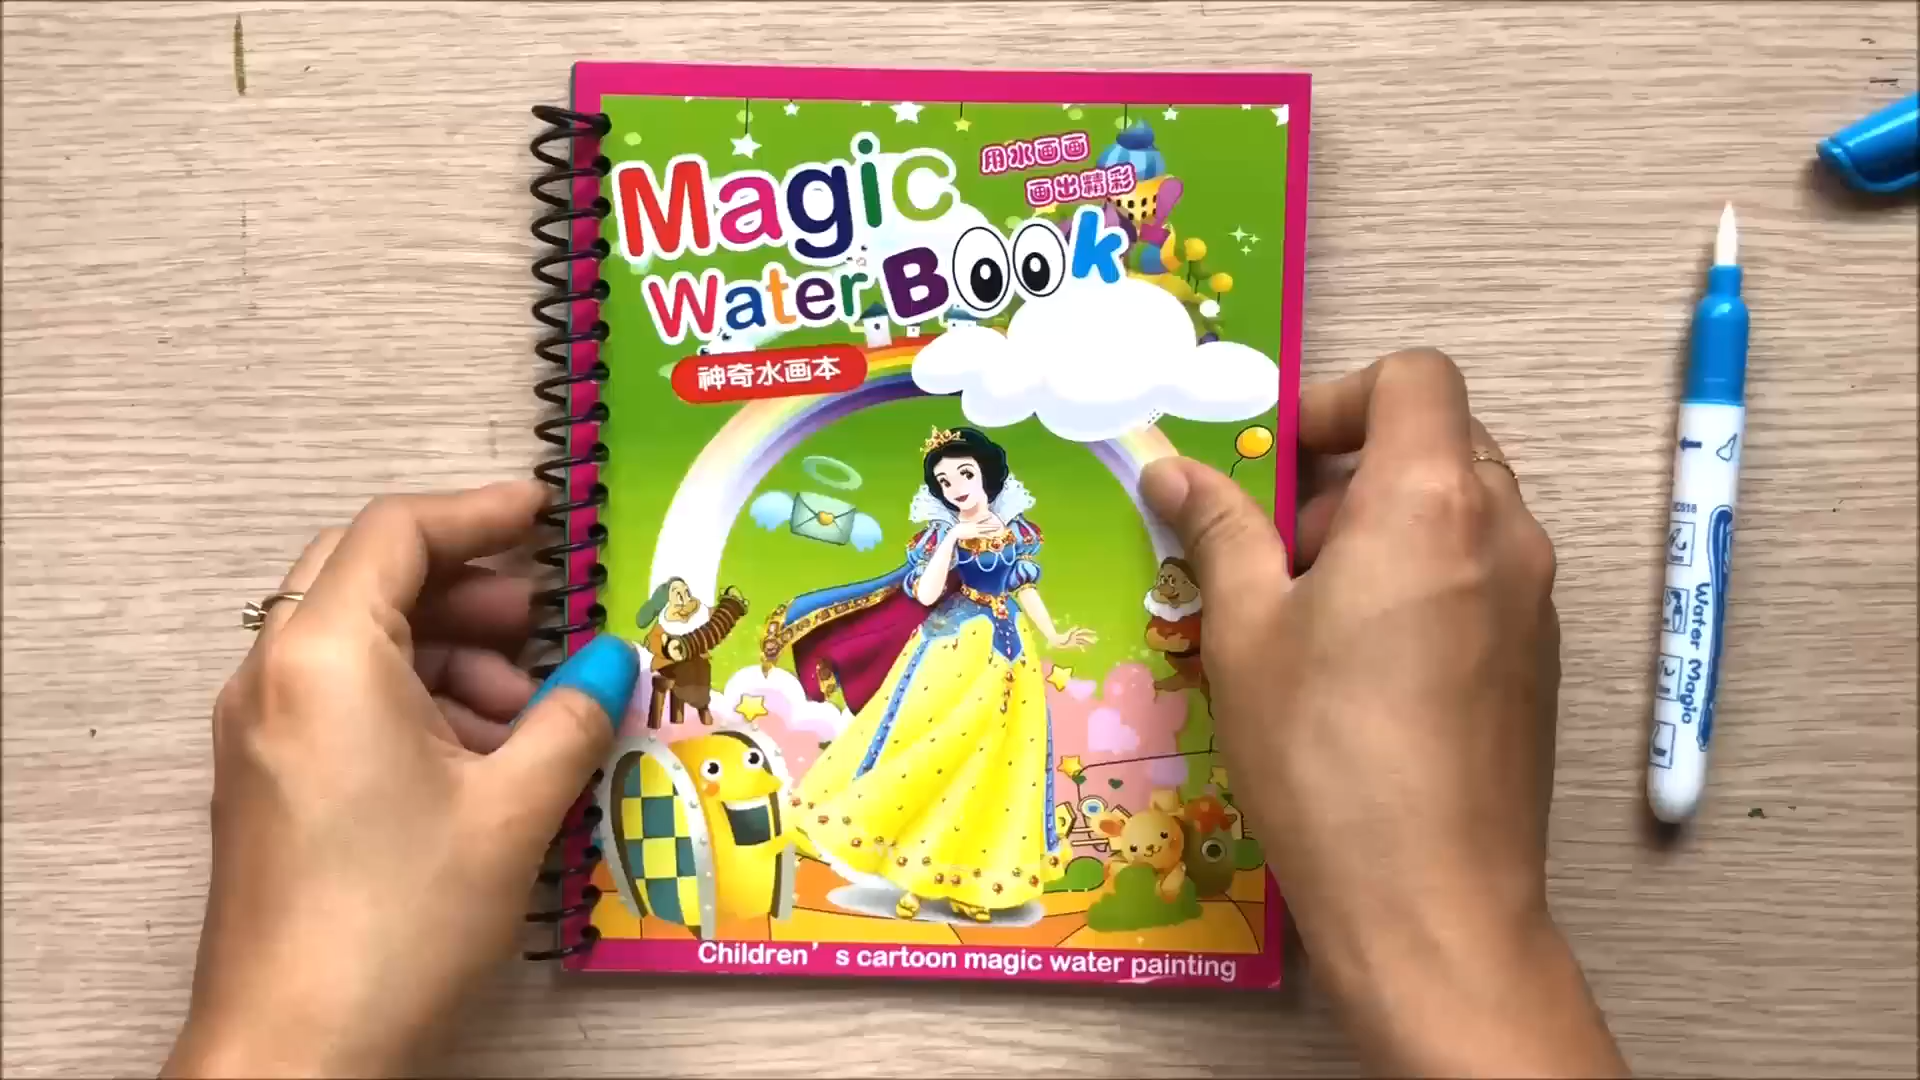 Magic
用水画画
画出精彩
Water Book
神奇水画本
Children's cartoon magic water painting
Water Magic